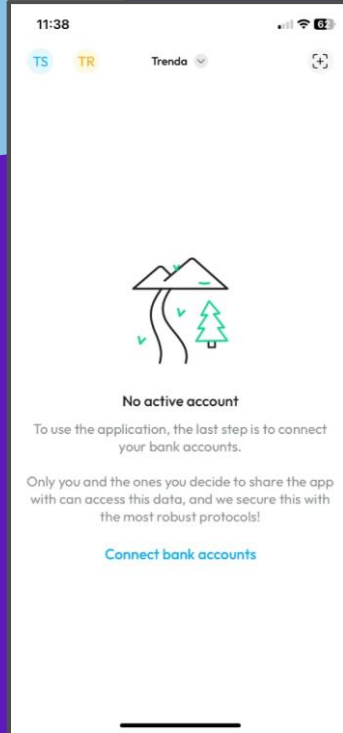 11:38
62
TS TR Trenda
No active account
To use the application, the last step is to connect
your bank accounts.
Only you and the ones you decide to share the app
with can access this data, and we secure this with
the most robust protocols!
Connect bank accounts